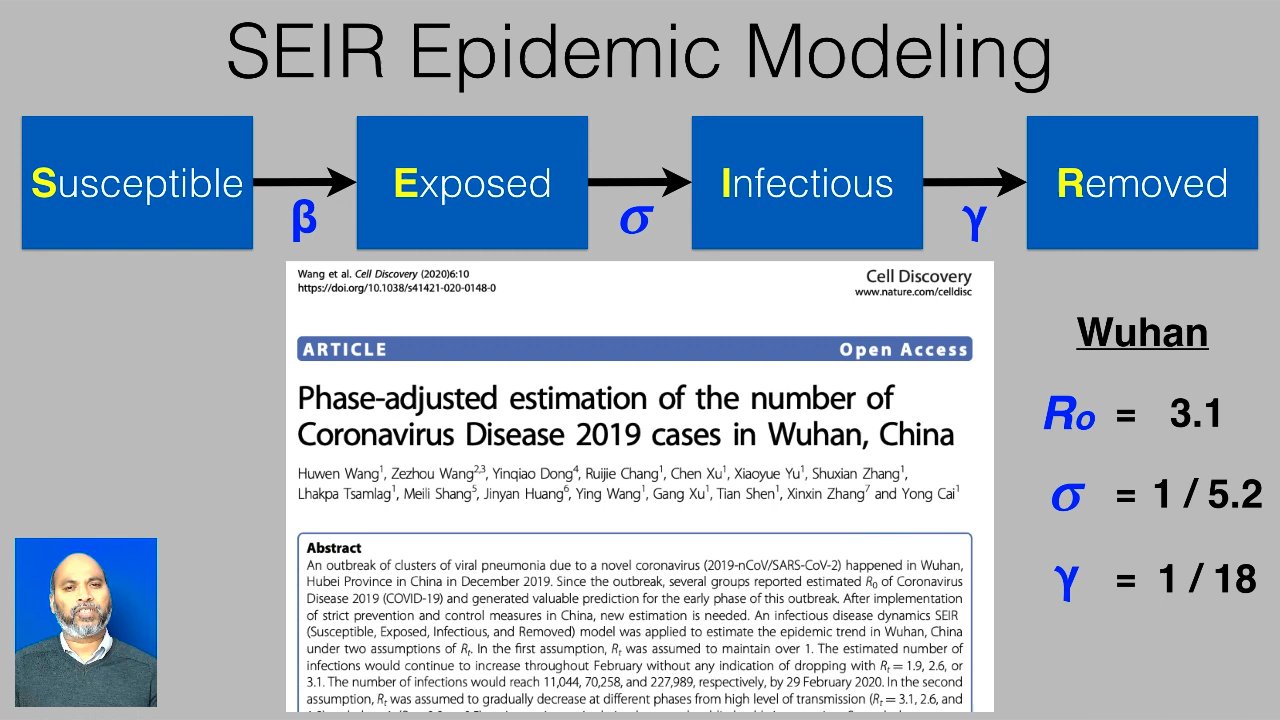 SEIR Epidemic Modeling
Susceptible
Exposed
Infectious
Removed
β
σ
γ
Wang et al. Cell Discovery (2020)6:10
https://doi.org/10.1038/s41421-020-0148-0
Cell Discovery
www.nature.com/celldisc
ARTICLE
Open Access
Phase-adjusted estimation of the number of
Coronavirus Disease 2019 cases in Wuhan, China
Huwen Wang1, Zezhou Wang2,3, Yinqiao Dong4, Ruijie Chang1, Chen Xu1, Xiaoyue Yu1, Shuxian Zhang1,
Lhakpa Tsamlag1, Meili Shang5, Jinyan Huang6, Ying Wang1, Gang Xu1, Tian Shen1, Xinxin Zhang7 and Yong Cai1
Abstract
An outbreak of clusters of viral pneumonia due to a novel coronavirus (2019-nCoV/SARS-CoV-2) happened in Wuhan,
Hubei Province in China in December 2019. Since the outbreak, several groups reported estimated R0 of Coronavirus
Disease 2019 (COVID-19) and generated valuable prediction for the early phase of this outbreak. After implementation
of strict prevention and control measures in China, new estimation is needed. An infectious disease dynamics SEIR
(Susceptible, Exposed, Infectious, and Removed) model was applied to estimate the epidemic trend in Wuhan, China
under two assumptions of Rt. In the first assumption, Rt was assumed to maintain over 1. The estimated number of
infections would continue to increase throughout February without any indication of dropping with Rt = 1.9, 2.6, or
3.1. The number of infections would reach 11,044, 70,258, and 227,989, respectively, by 29 February 2020. In the second
assumption, Rt was assumed to gradually decrease at different phases from high level of transmission (Rt = 3.1, 2.6, and
Wuhan
Ro = 3.1
σ = 1 / 5.2
γ = 1 / 18